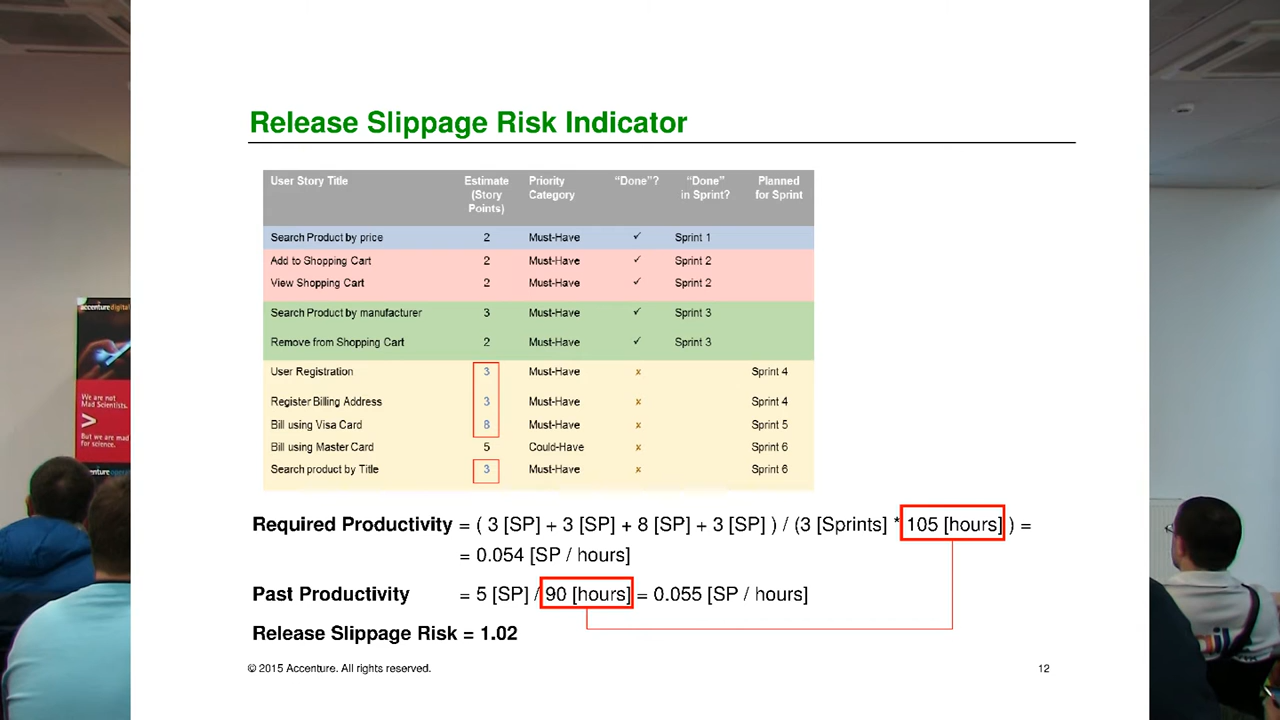 Release Slippage Risk Indicator
User Story Title Estimate (Story Points) Priority Category “Done”? “Done” in Sprint? Planned for Sprint
Search Product by price 2 Must-Have ✓ Sprint 1
Add to Shopping Cart 2 Must-Have ✓ Sprint 2
View Shopping Cart 2 Must-Have ✓ Sprint 2
Search Product by manufacturer 3 Must-Have ✓ Sprint 3
Remove from Shopping Cart 2 Must-Have ✓ Sprint 3
User Registration 3 Must-Have x Sprint 4
Register Billing Address 3 Must-Have x Sprint 4
Bill using Visa Card 8 Must-Have x Sprint 5
Bill using Master Card 5 Could-Have x Sprint 6
Search product by Title 3 Must-Have x Sprint 6
Required Productivity = ( 3 [SP] + 3 [SP] + 8 [SP] + 3 [SP] ) / (3 [Sprints] * 105 [hours] ) =
= 0.054 [SP / hours]
Past Productivity = 5 [SP] / 90 [hours] = 0.055 [SP / hours]
Release Slippage Risk = 1.02
© 2015 Accenture. All rights reserved. 12
accenture digital
We are not
Mad Scientists.
>
But we are mad
for science.